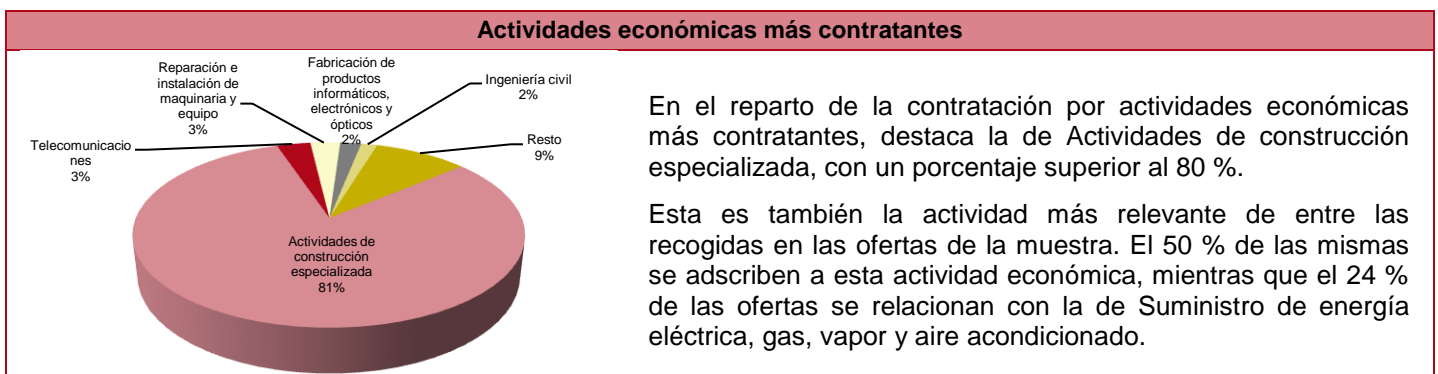 Actividades económicas más contratantes
Reparación e
instalación de
maquinaria y
equipo
3%
Fabricación de
productos
informáticos,
electrónicos y
ópticos
2%
Ingeniería civil
2%
Resto
9%
Telecomunicacio
nes
3%
Actividades de
construcción
especializada
81%
En el reparto de la contratación por actividades económicas
más contratantes, destaca la de Actividades de construcción
especializada, con un porcentaje superior al 80 %.
Esta es también la actividad más relevante de entre las
recogidas en las ofertas de la muestra. El 50 % de las mismas
se adscriben a esta actividad económica, mientras que el 24 %
de las ofertas se relacionan con la de Suministro de energía
eléctrica, gas, vapor y aire acondicionado.